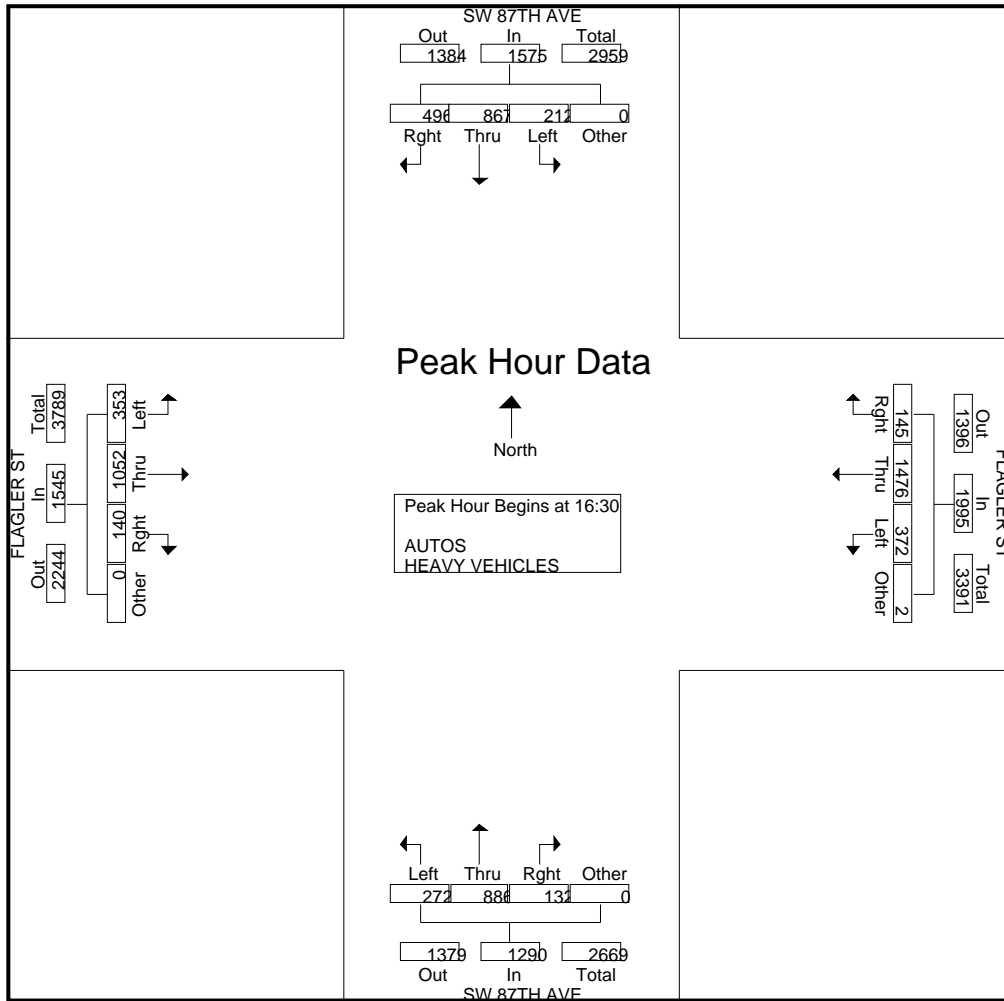 SW 87TH AVE
Out In Total
1384 1575 2959
496 867 212 0
Rght Thru Left Other
Peak Hour Data
North
Peak Hour Begins at 16:30
AUTOS
HEAVY VEHICLES
FLAGLER ST
Total In Out
3789 1545 2244
353 1052 140 0
Left Thru Rght Other
Rght Thru Left Other
145 1476 372 2
Out In Total
1396 1995 3391
FLAGLER ST
Left Thru Rght Other
272 886 132 0
1379 1290 2669
Out In Total
SW 87TH AVE